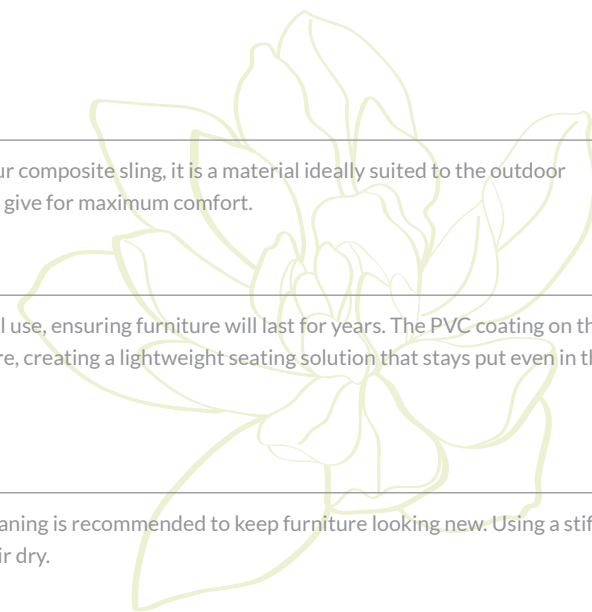 ur composite sling, it is a material ideally suited to the outdoor
give for maximum comfort.
l use, ensuring furniture will last for years. The PVC coating on th
re, creating a lightweight seating solution that stays put even in th
aning is recommended to keep furniture looking new. Using a stif
ir dry.